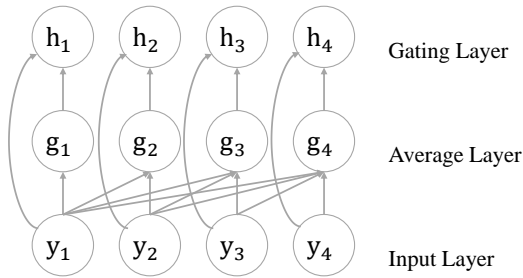 h₁ h₂ h₃ h₄ Gating Layer
g₁ g₂ g₃ g₄ Average Layer
y₁ y₂ y₃ y₄ Input Layer